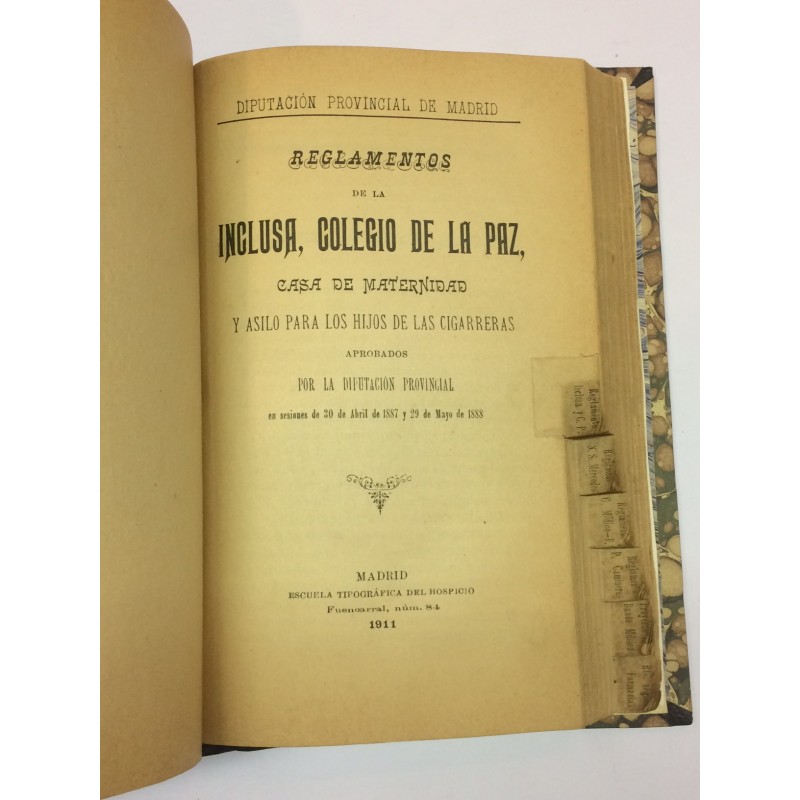 DIPUTACIÓN PROVINCIAL DE MADRID
REGLAMENTOS
DE LA
INCLUSA, COLEGIO DE LA PAZ,
CASA DE MATERNIDAD
Y ASILO PARA LOS HIJOS DE LAS CIGARRERAS
APROBADOS
POR LA DIPUTACIÓN PROVINCIAL
en sesiones de 30 de Abril de 1887 y 29 de Mayo de 1888
MADRID
ESCUELA TIPOGRÁFICA DEL HOSPICIO
Fuencarral, núm. 84
1911
Reglamento